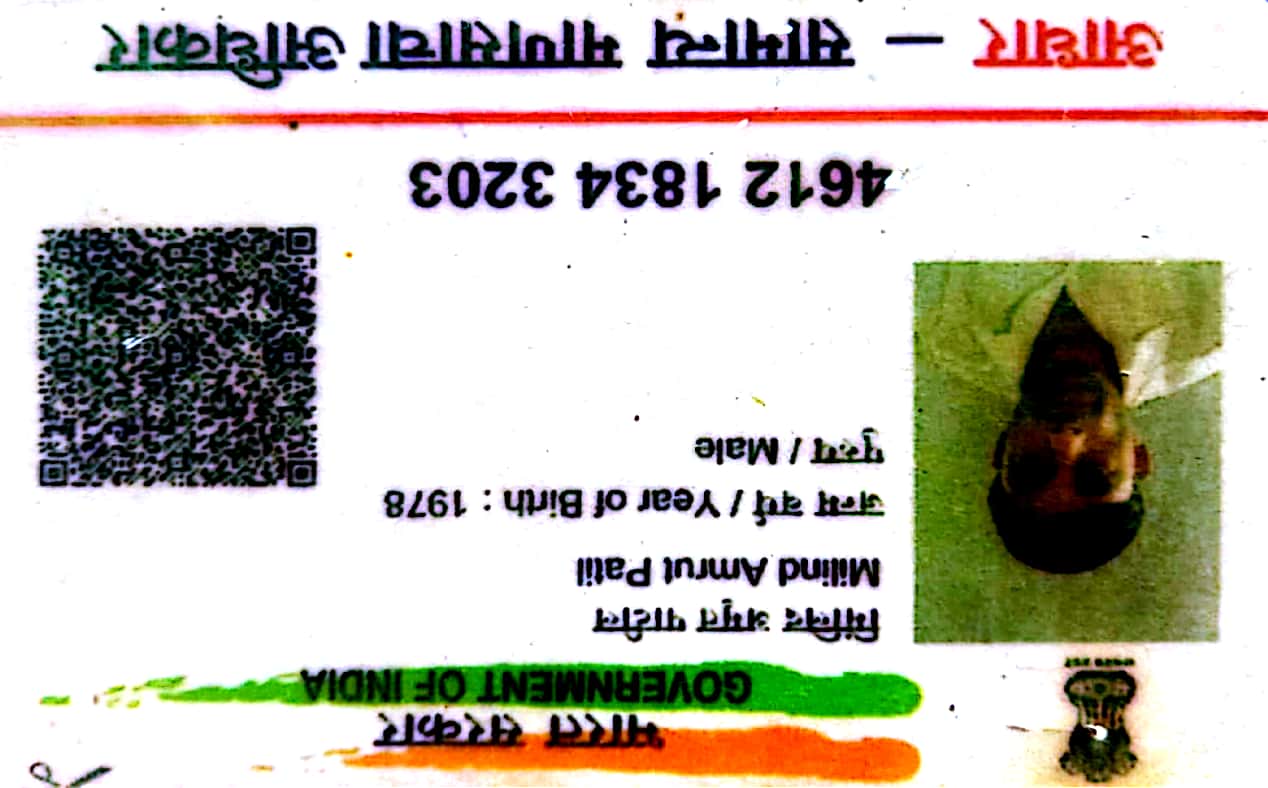 भारत सरकार
GOVERNMENT OF INDIA
मिलिंद अमृत पाटील
Milind Amrut Patil
जन्म वर्ष / Year of Birth : 1978
पुरुष / Male
4612 1834 3203
आधार — सामान्य माणसाचा अधिकार